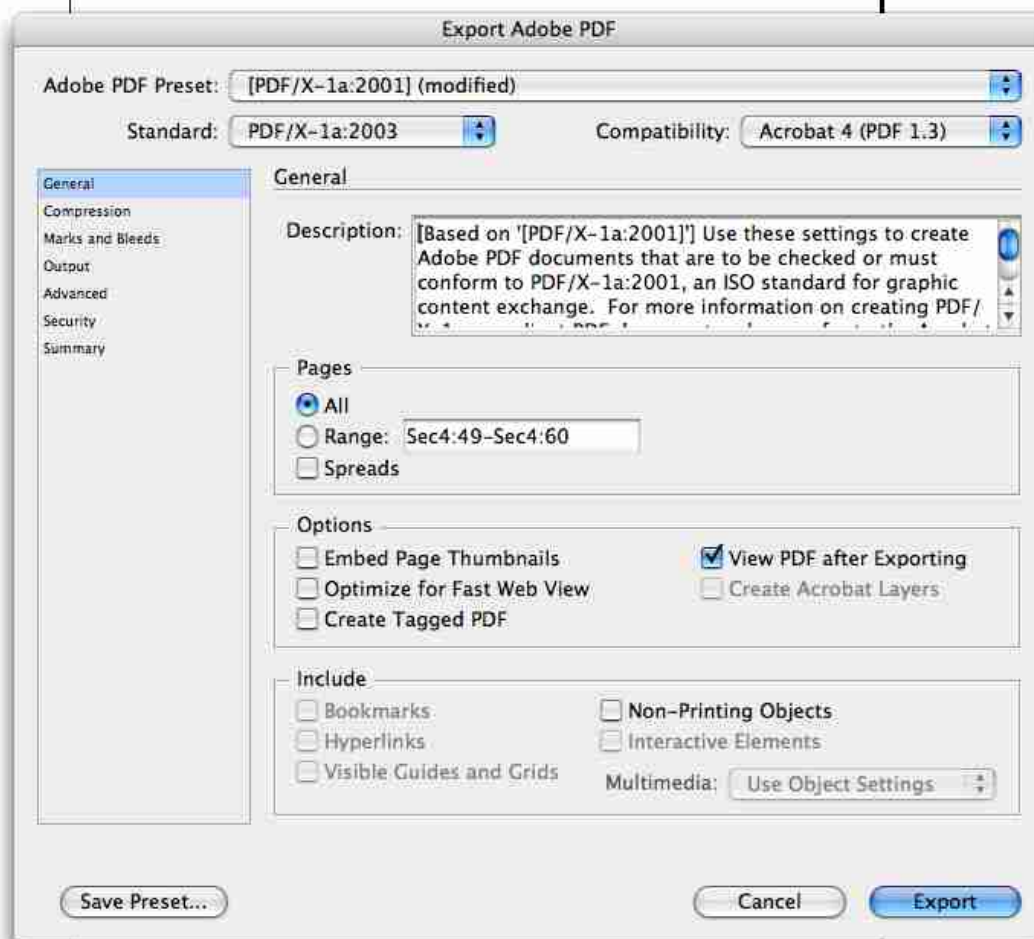 Export Adobe PDF
Adobe PDF Preset: [PDF/X-1a:2001] (modified)
Standard: PDF/X-1a:2003 Compatibility: Acrobat 4 (PDF 1.3)
General
Compression
Marks and Bleeds
Output
Advanced
Security
Summary
General
Description: [Based on '[PDF/X-1a:2001]'] Use these settings to create
Adobe PDF documents that are to be checked or must
conform to PDF/X-1a:2001, an ISO standard for graphic
content exchange. For more information on creating PDF/
Pages
All
Range: Sec4:49-Sec4:60
Spreads
Options
Embed Page Thumbnails View PDF after Exporting
Optimize for Fast Web View Create Acrobat Layers
Create Tagged PDF
Include
Bookmarks Non-Printing Objects
Hyperlinks Interactive Elements
Visible Guides and Grids Multimedia: Use Object Settings
Save Preset... Cancel Export